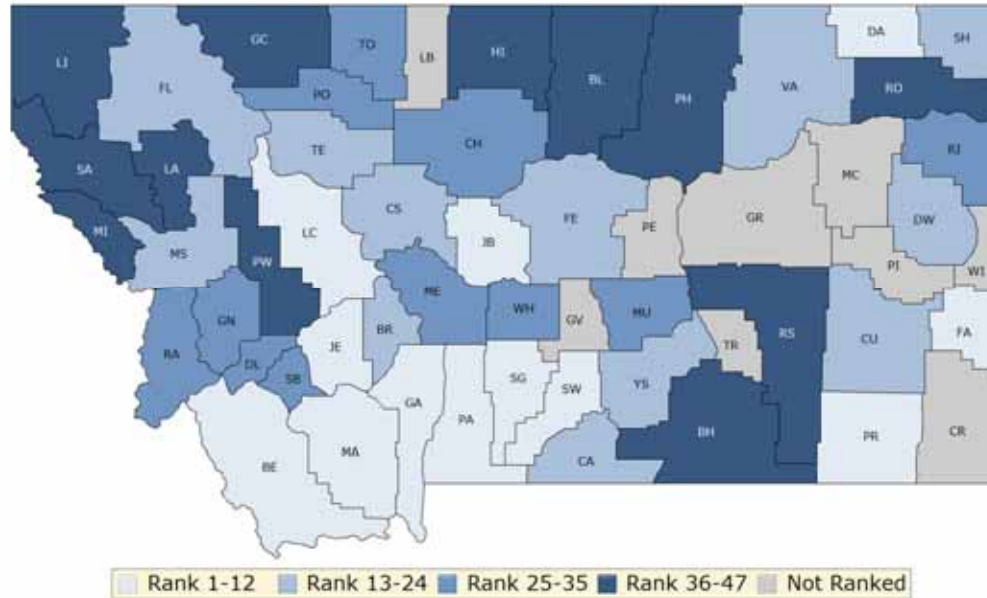 DA
SH
LI
GC
TO
LB
HI
BL
PH
VA
RO
FL
PO
CH
TE
RI
SA
LA
MC
CS
FE
PE
GR
DW
MI
MS
LC
JB
PI
WI
PW
ME
WH
GV
MU
RS
FA
GN
BR
TR
CU
RA
JE
DL
SB
SG
SW
YS
GA
PA
BH
PR
CR
BE
MA
CA
Rank 1-12 Rank 13-24 Rank 25-35 Rank 36-47 Not Ranked